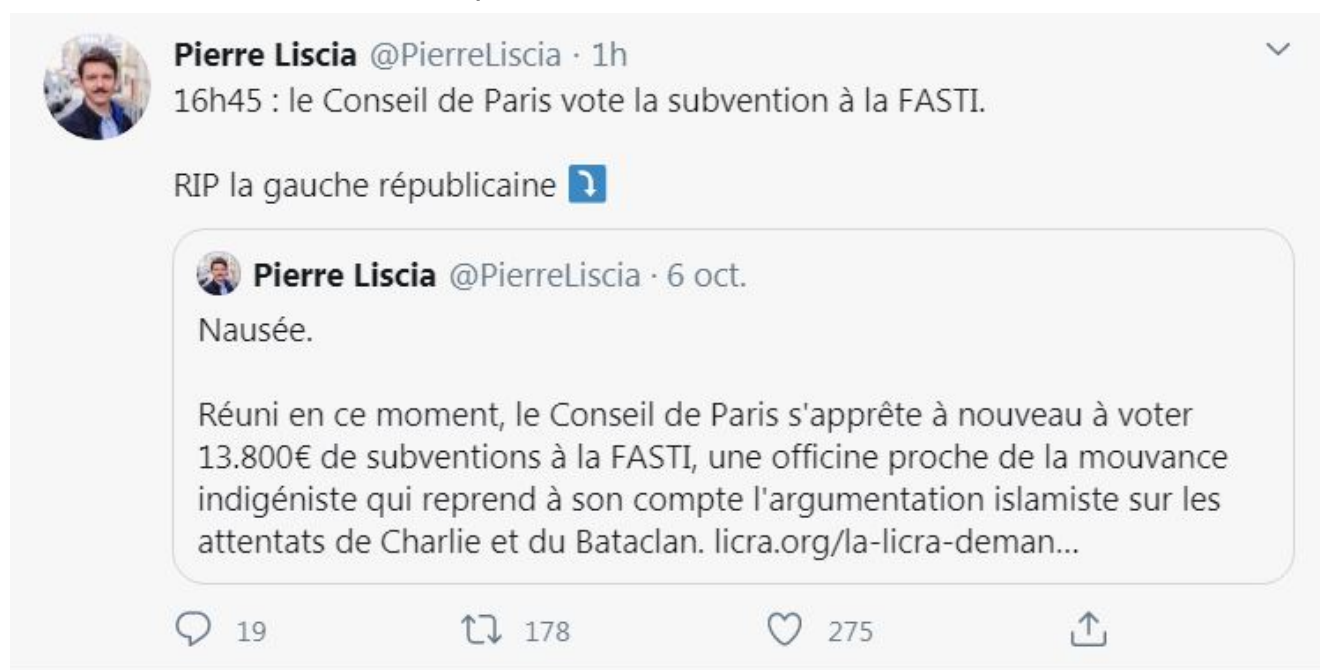 Pierre Liscia @PierreLiscia · 1h
16h45 : le Conseil de Paris vote la subvention à la FASTI.
RIP la gauche républicaine ⤵️
Pierre Liscia @PierreLiscia · 6 oct.
Nausée.
Réuni en ce moment, le Conseil de Paris s'apprête à nouveau à voter
13.800€ de subventions à la FASTI, une officine proche de la mouvance
indigéniste qui reprend à son compte l'argumentation islamiste sur les
attentats de Charlie et du Bataclan. licra.org/la-licra-deman...
19 178 275